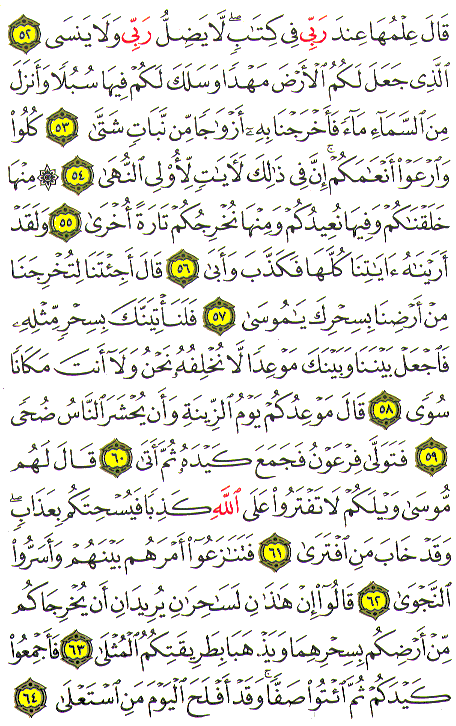 قَالَ عِلْمُهَا عِندَ رَبِّي فِي كِتَٰبٍۖ لَّا يَضِلُّ رَبِّي وَلَا يَنسَى ٥٢
ٱلَّذِي جَعَلَ لَكُمُ ٱلْأَرْضَ مَهْدًا وَسَلَكَ لَكُمْ فِيهَا سُبُلًا وَأَنزَلَ
مِنَ ٱلسَّمَآءِ مَآءً فَأَخْرَجْنَا بِهِۦٓ أَزْوَٰجًا مِّن نَّبَاتٍ شَتَّىٰ ٥٣ كُلُوا۟
وَٱرْعَوْا۟ أَنْعَٰمَكُمْۗ إِنَّ فِي ذَٰلِكَ لَأٓيَٰتٍ لِّأُو۟لِي ٱلنُّهَىٰ ٥٤ ۞ مِنْهَا
خَلَقْنَٰكُمْ وَفِيهَا نُعِيدُكُمْ وَمِنْهَا نُخْرِجُكُمْ تَارَةً أُخْرَىٰ ٥٥ وَلَقَدْ
أَرَيْنَٰهُ ءَايَٰتِنَا كُلَّهَا فَكَذَّبَ وَأَبَىٰ ٥٦ قَالَ أَجِئْتَنَا لِتُخْرِجَنَا
مِنْ أَرْضِنَا بِسِحْرِكَ يَٰمُوسَىٰ ٥٧ فَلَنَأْتِيَنَّكَ بِسِحْرٍ مِّثْلِهِۦ
فَٱجْعَلْ بَيْنَنَا وَبَيْنَكَ مَوْعِدًا لَّا نُخْلِفُهُۥ نَحْنُ وَلَآ أَنتَ مَكَانًا
سُوًى ٥٨ قَالَ مَوْعِدُكُمْ يَوْمُ ٱلزِّينَةِ وَأَن يُحْشَرَ ٱلنَّاسُ ضُحًى
٥٩ فَتَوَلَّىٰ فِرْعَوْنُ فَجَمَعَ كَيْدَهُۥ ثُمَّ أَتَىٰ ٦٠ قَالَ لَهُم
مُّوسَىٰ وَيْلَكُمْ لَا تَفْتَرُوا۟ عَلَى ٱللَّهِ كَذِبًا فَيُسْحِتَكُم بِعَذَابٍۖ
وَقَدْ خَابَ مَنِ ٱفْتَرَىٰ ٦١ فَتَنَٰزَعُوٓا۟ أَمْرَهُم بَيْنَهُمْ وَأَسَرُّوا۟
ٱلنَّجْوَىٰ ٦٢ قَالُوٓا۟ إِنْ هَٰذَٰنِ لَسَٰحِرَٰنِ يُرِيدَانِ أَن يُخْرِجَاكُم
مِّنْ أَرْضِكُم بِسِحْرِهِمَا وَيَذْهَبَا بِطَرِيقَتِكُمُ ٱلْمُثْلَىٰ ٦٣ فَأَجْمِعُوا۟
كَيْدَكُمْ ثُمَّ ٱئْتُوا۟ صَفًّاۚ وَقَدْ أَفْلَحَ ٱلْيَوْمَ مَنِ ٱسْتَعْلَىٰ ٦٤